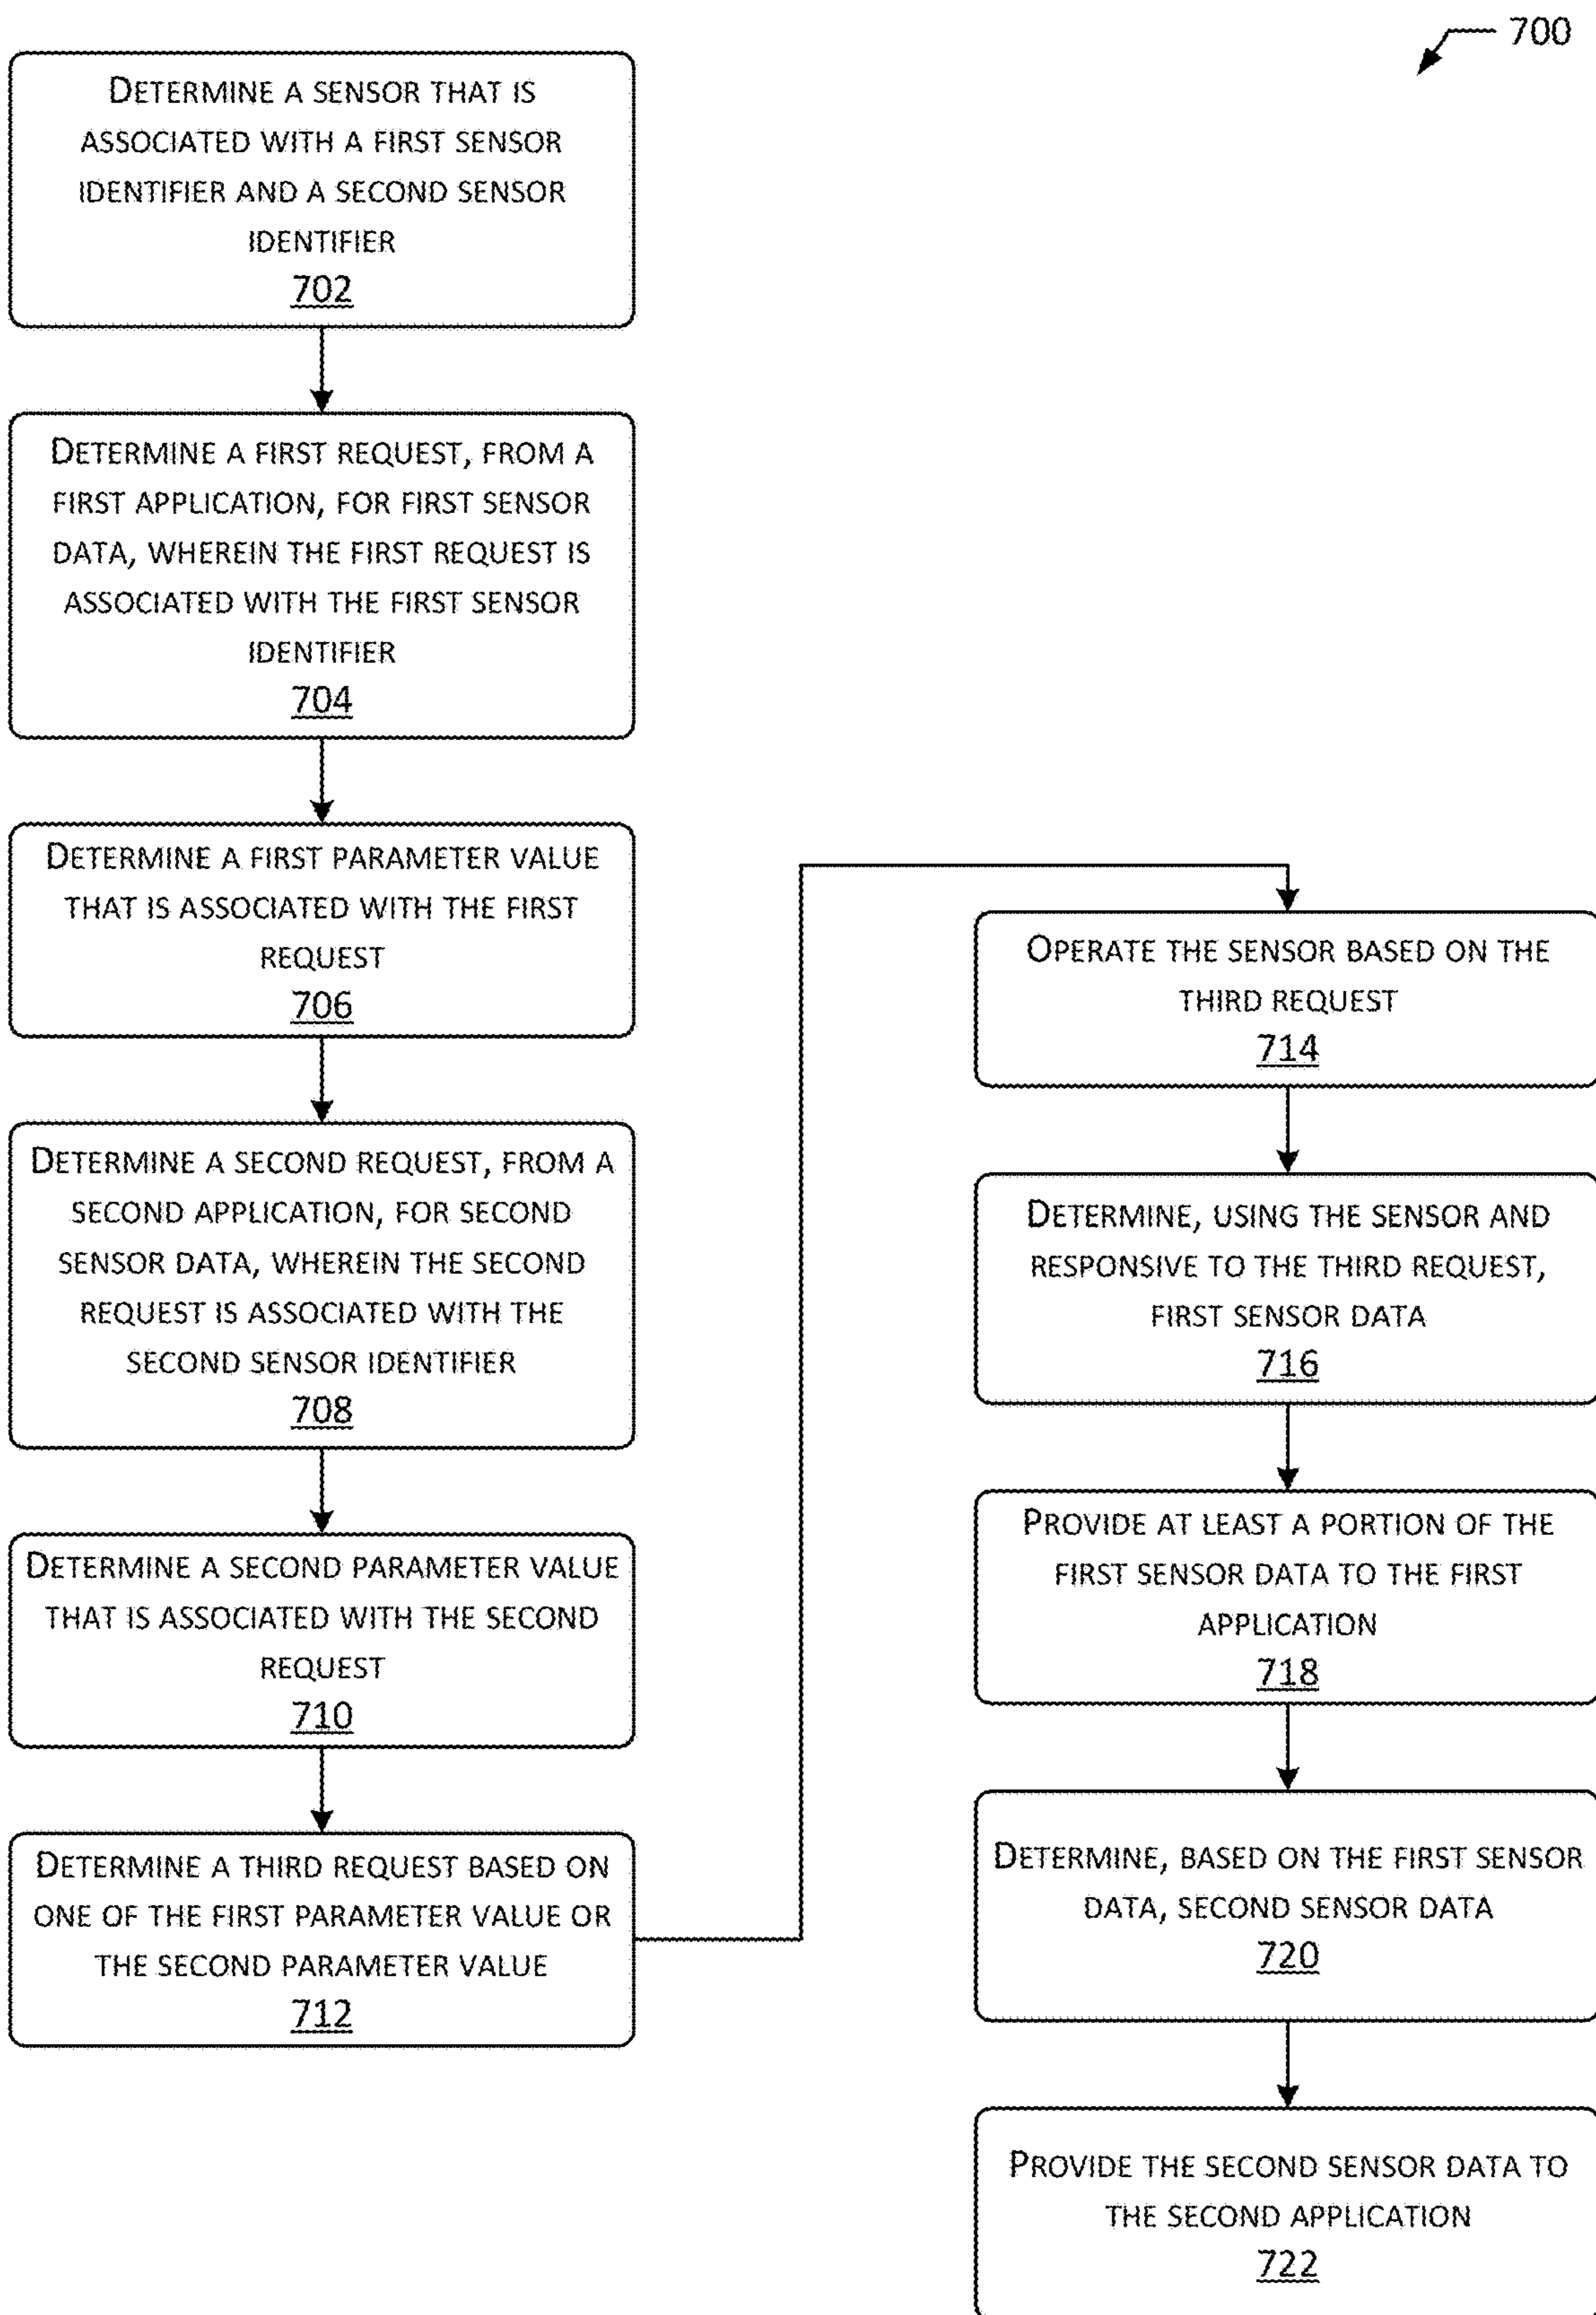 700
DETERMINE A SENSOR THAT IS
ASSOCIATED WITH A FIRST SENSOR
IDENTIFIER AND A SECOND SENSOR
IDENTIFIER
702
DETERMINE A FIRST REQUEST, FROM A
FIRST APPLICATION, FOR FIRST SENSOR
DATA, WHEREIN THE FIRST REQUEST IS
ASSOCIATED WITH THE FIRST SENSOR
IDENTIFIER
704
DETERMINE A FIRST PARAMETER VALUE
THAT IS ASSOCIATED WITH THE FIRST
REQUEST
706
DETERMINE A SECOND REQUEST, FROM A
SECOND APPLICATION, FOR SECOND
SENSOR DATA, WHEREIN THE SECOND
REQUEST IS ASSOCIATED WITH THE
SECOND SENSOR IDENTIFIER
708
DETERMINE A SECOND PARAMETER VALUE
THAT IS ASSOCIATED WITH THE SECOND
REQUEST
710
DETERMINE A THIRD REQUEST BASED ON
ONE OF THE FIRST PARAMETER VALUE OR
THE SECOND PARAMETER VALUE
712
OPERATE THE SENSOR BASED ON THE
THIRD REQUEST
714
DETERMINE, USING THE SENSOR AND
RESPONSIVE TO THE THIRD REQUEST,
FIRST SENSOR DATA
716
PROVIDE AT LEAST A PORTION OF THE
FIRST SENSOR DATA TO THE FIRST
APPLICATION
718
DETERMINE, BASED ON THE FIRST SENSOR
DATA, SECOND SENSOR DATA
720
PROVIDE THE SECOND SENSOR DATA TO
THE SECOND APPLICATION
722